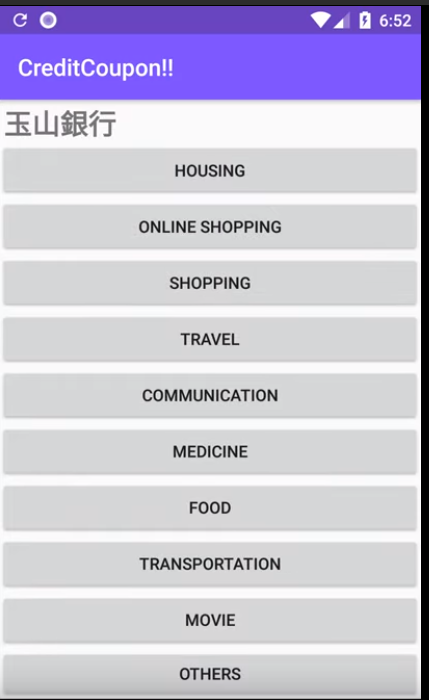 6:52
CreditCoupon!!
玉山銀行
HOUSING
ONLINE SHOPPING
SHOPPING
TRAVEL
COMMUNICATION
MEDICINE
FOOD
TRANSPORTATION
MOVIE
OTHERS